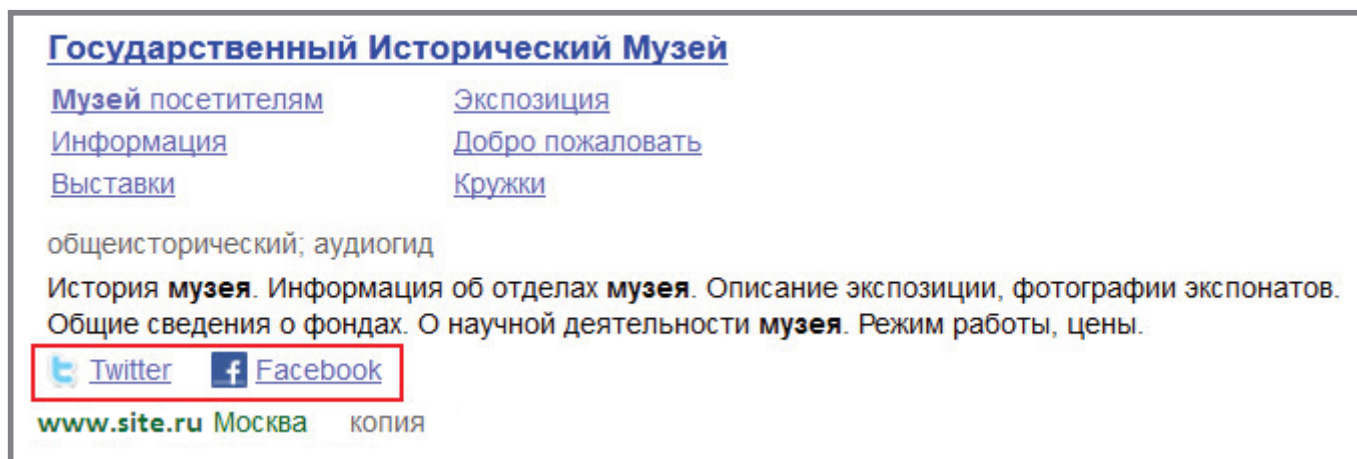 Государственный Исторический Музей
Музей посетителям Экспозиция
Информация Добро пожаловать
Выставки Кружки
общеисторический; аудиогид
История музея. Информация об отделах музея. Описание экспозиции, фотографии экспонатов.
Общие сведения о фондах. О научной деятельности музея. Режим работы, цены.
Twitter Facebook
www.site.ru Москва копия